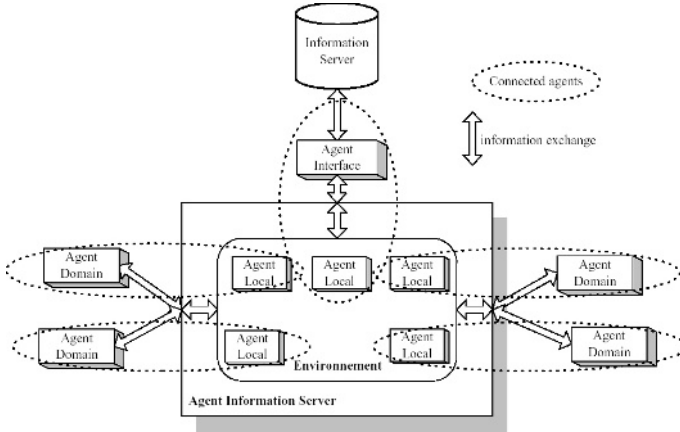 Information
Server
Connected agents
information exchange
Agent
Interface
Agent
Domain
Agent
Local
Agent
Local
Agent
Local
Agent
Domain
Agent
Domain
Agent
Local
Agent
Local
Agent
Domain
Environnement
Agent Information Server